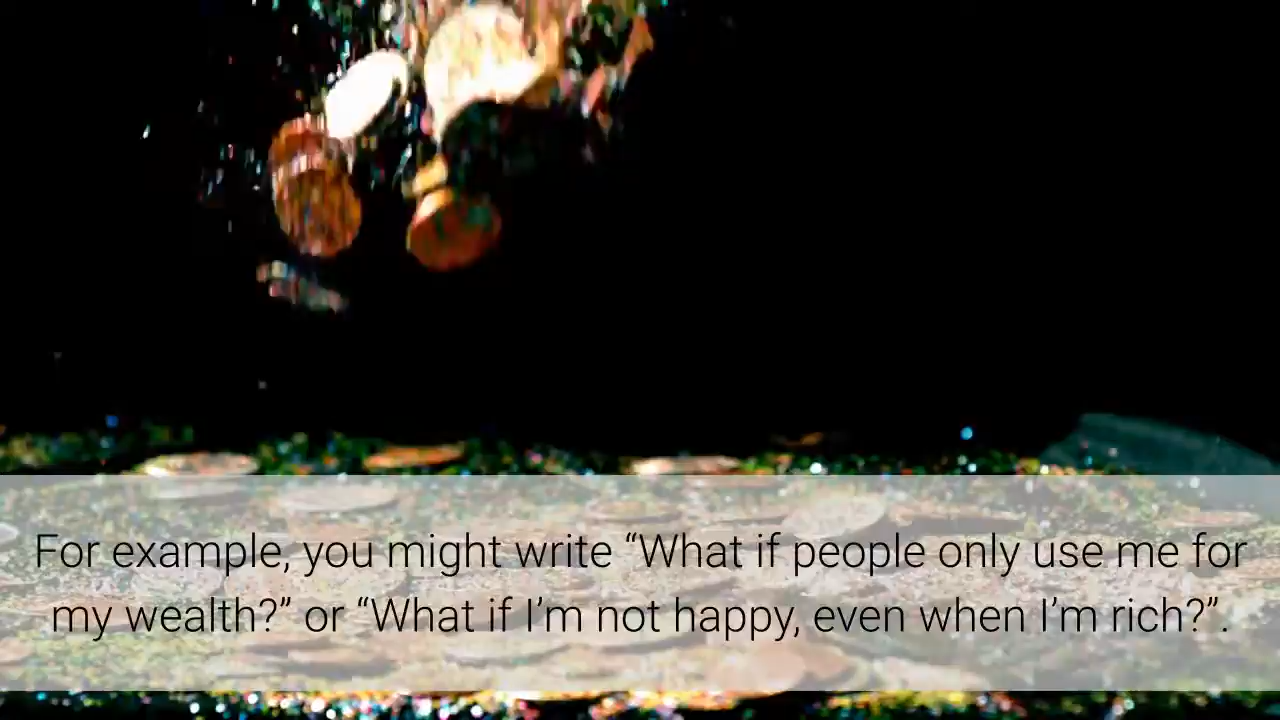 For example, you might write “What if people only use me for
my wealth?” or “What if I’m not happy, even when I’m rich?”.